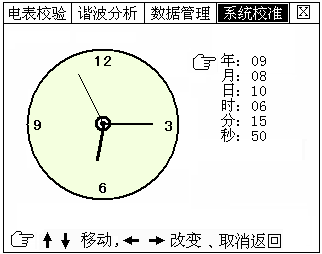 电表校验 谐波分析 数据管理 系统校准
12
9 3
6
年: 09
月: 08
日: 10
时: 06
分: 15
秒: 50
移动, 改变、取消返回